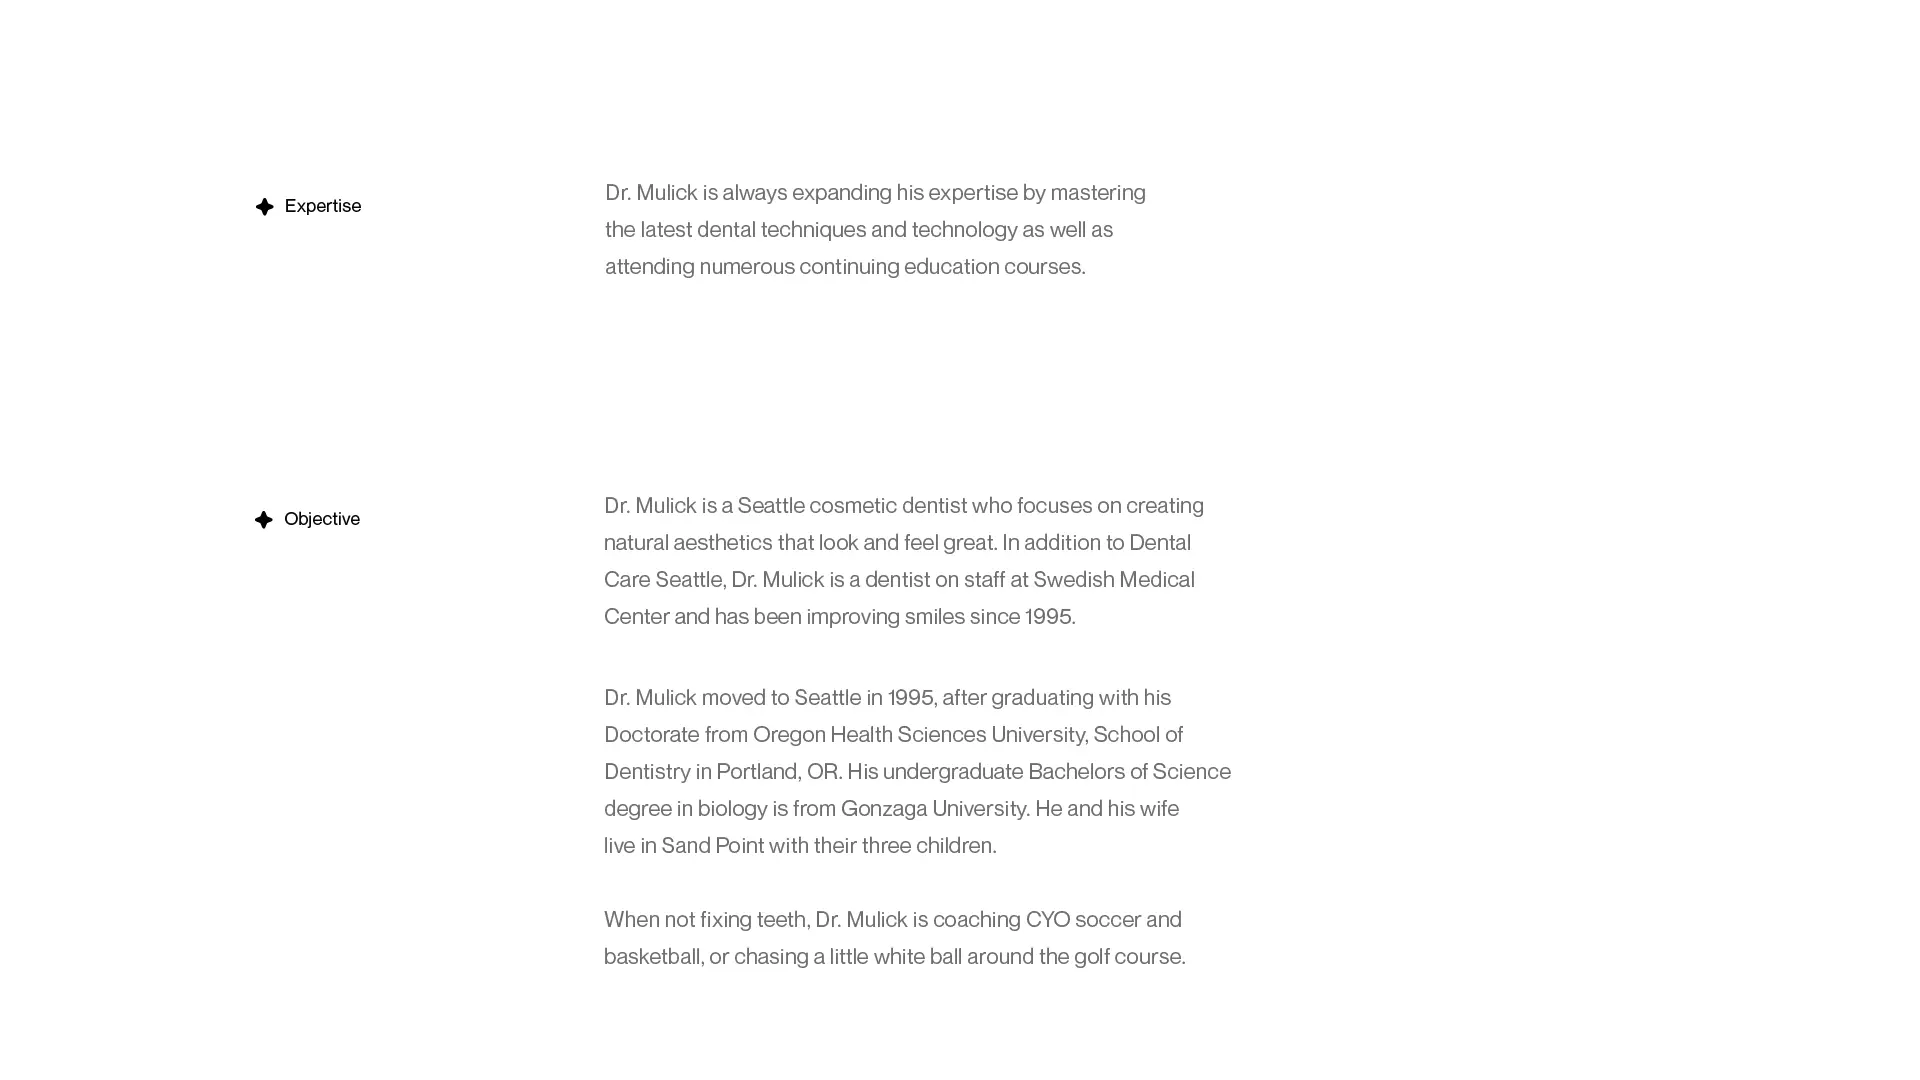 Expertise
Dr. Mulick is always expanding his expertise by mastering
the latest dental techniques and technology as well as
attending numerous continuing education courses.
Objective
Dr. Mulick is a Seattle cosmetic dentist who focuses on creating
natural aesthetics that look and feel great. In addition to Dental
Care Seattle, Dr. Mulick is a dentist on staff at Swedish Medical
Center and has been improving smiles since 1995.
Dr. Mulick moved to Seattle in 1995, after graduating with his
Doctorate from Oregon Health Sciences University, School of
Dentistry in Portland, OR. His undergraduate Bachelors of Science
degree in biology is from Gonzaga University. He and his wife
live in Sand Point with their three children.
When not fixing teeth, Dr. Mulick is coaching CYO soccer and
basketball, or chasing a little white ball around the golf course.